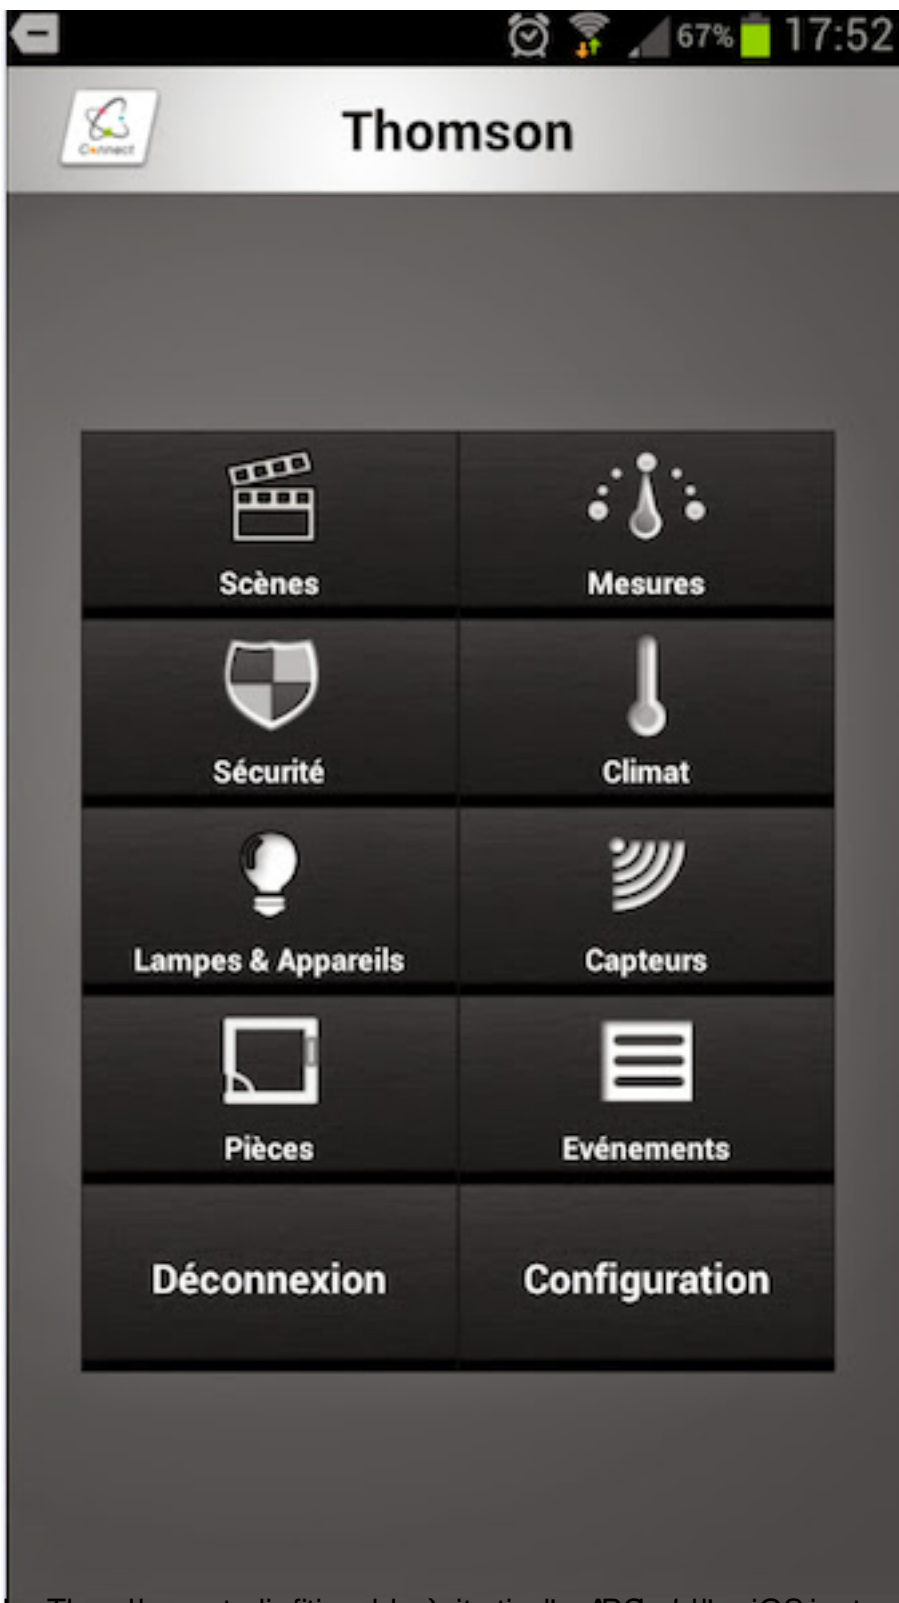 67% 17:52
Connect
Thomson
Scènes
Mesures
Sécurité
Climat
Lampes & Appareils
Capteurs
Pièces
Evénements
Déconnexion
Configuration